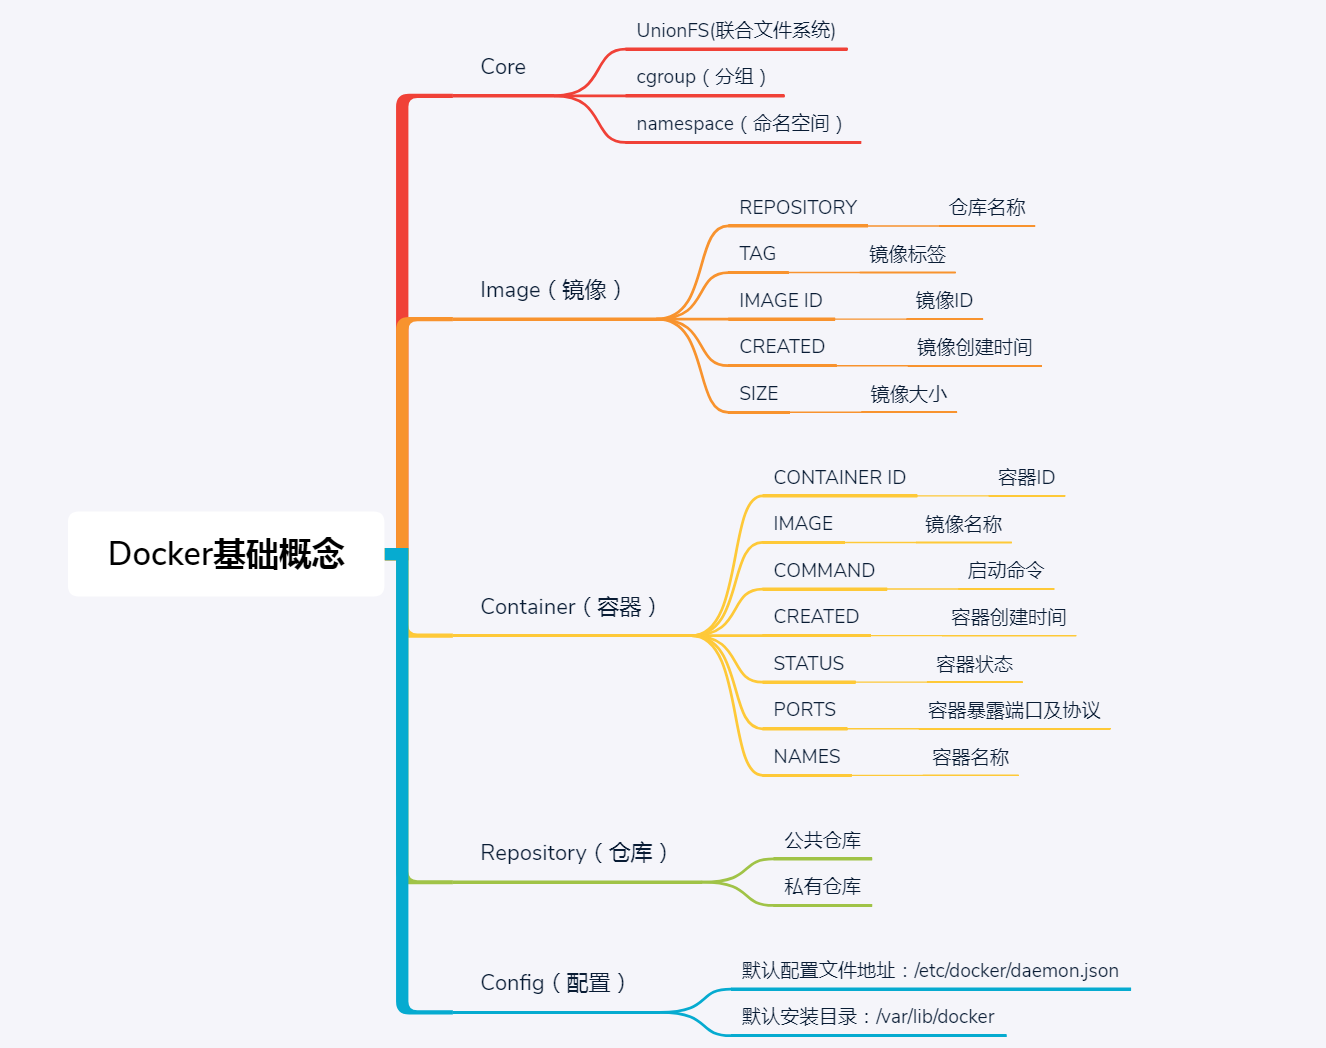 Docker基础概念
Core
UnionFS(联合文件系统)
cgroup（分组）
namespace（命名空间）
Image（镜像）
REPOSITORY 仓库名称
TAG 镜像标签
IMAGE ID 镜像ID
CREATED 镜像创建时间
SIZE 镜像大小
Container（容器）
CONTAINER ID 容器ID
IMAGE 镜像名称
COMMAND 启动命令
CREATED 容器创建时间
STATUS 容器状态
PORTS 容器暴露端口及协议
NAMES 容器名称
Repository（仓库）
公共仓库
私有仓库
Config（配置）
默认配置文件地址：/etc/docker/daemon.json
默认安装目录：/var/lib/docker